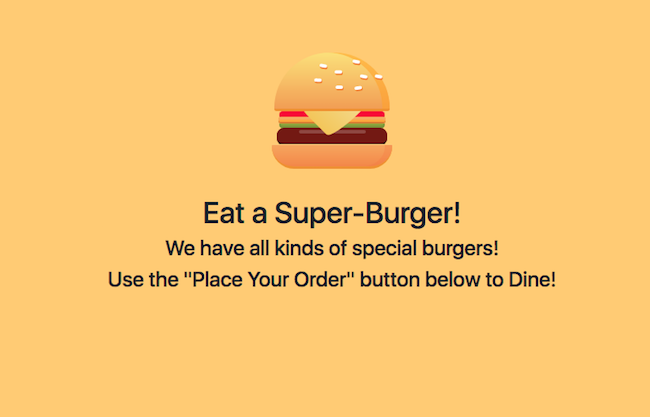 Eat a Super-Burger!
We have all kinds of special burgers!
Use the "Place Your Order" button below to Dine!